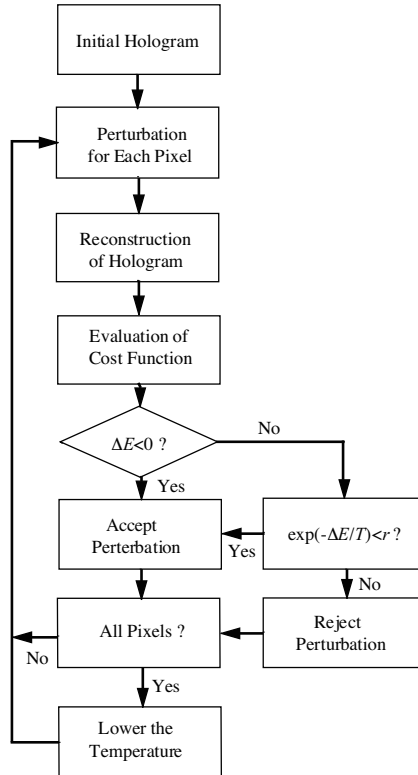 Initial Hologram
Perturbation
for Each Pixel
Reconstruction
of Hologram
Evaluation of
Cost Function
ΔE<0 ?
No
Yes
Accept
Perterbation
Yes
exp(-ΔE/T)<r ?
No
All Pixels ?
Reject
Perturbation
No
Yes
Lower the
Temperature